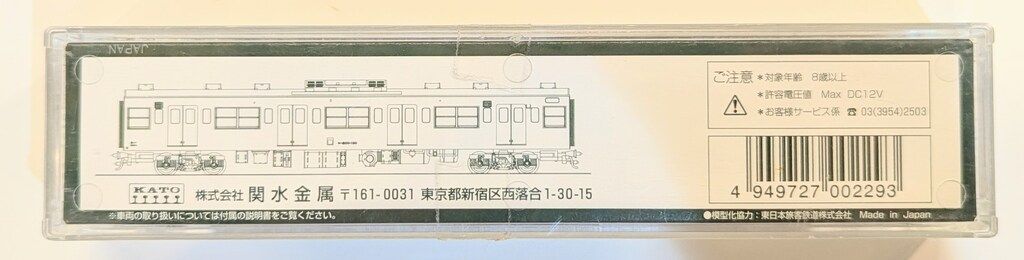 JAPAN
ご注意 *対象年齢 8歳以上
*許容電圧値 Max DC12V
*お客様サービス係 ☎ 03(3954)2503
4 949727 002293
KATO 株式会社 関水金属 〒161-0031 東京都新宿区西落合1-30-15
※車両の取り扱いについては付属の説明書をご覧ください。
●模型化協力:東日本旅客鉄道株式会社 Made in Japan